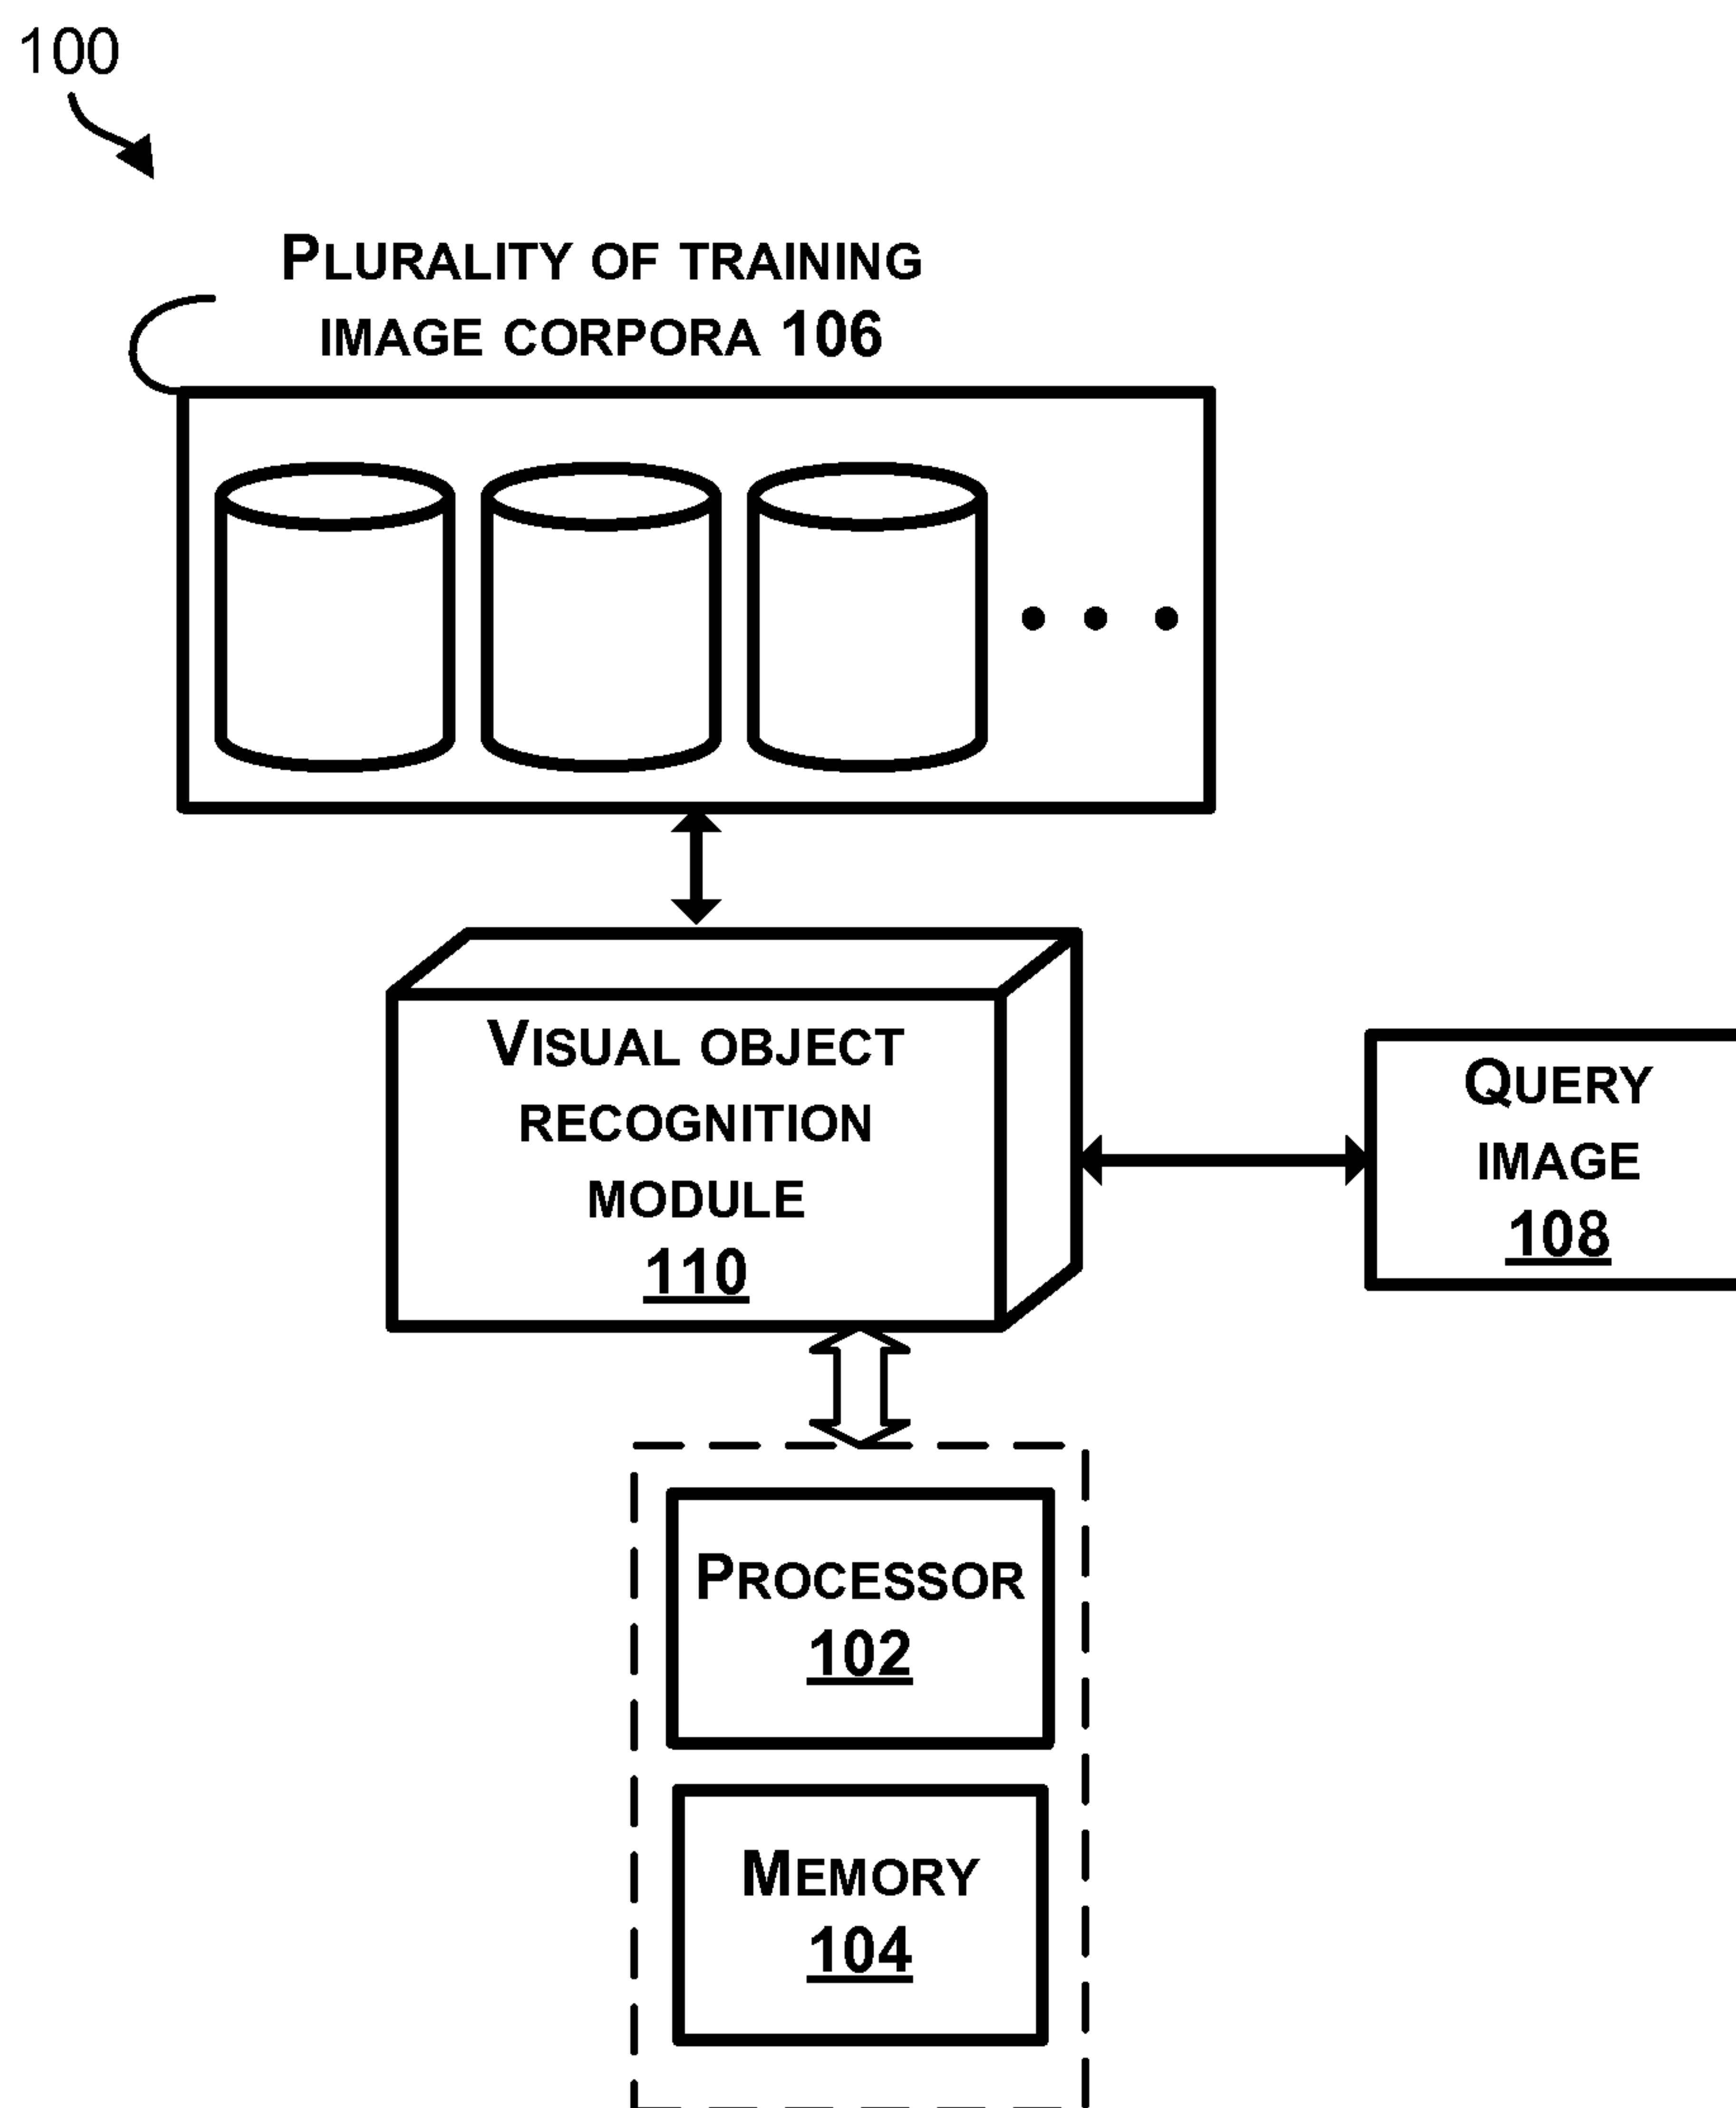 100
PLURALITY OF TRAINING
IMAGE CORPORA 106
VISUAL OBJECT
RECOGNITION
MODULE
110
QUERY
IMAGE
108
PROCESSOR
102
MEMORY
104